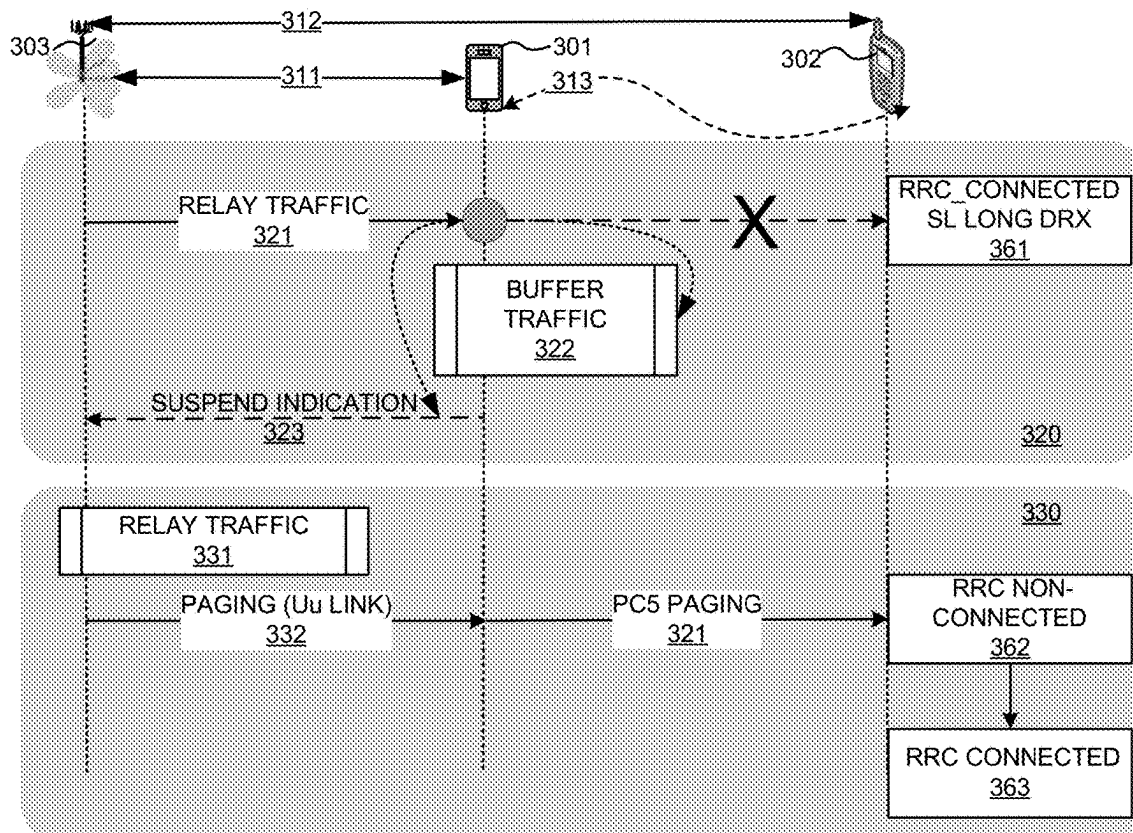 312
303
301
302
311
313
RELAY TRAFFIC
321
X
RRC_CONNECTED
SL LONG DRX
361
BUFFER
TRAFFIC
322
SUSPEND INDICATION
323
320
330
RELAY TRAFFIC
331
PAGING (Uu LINK)
332
PC5 PAGING
321
RRC NON-
CONNECTED
362
RRC CONNECTED
363